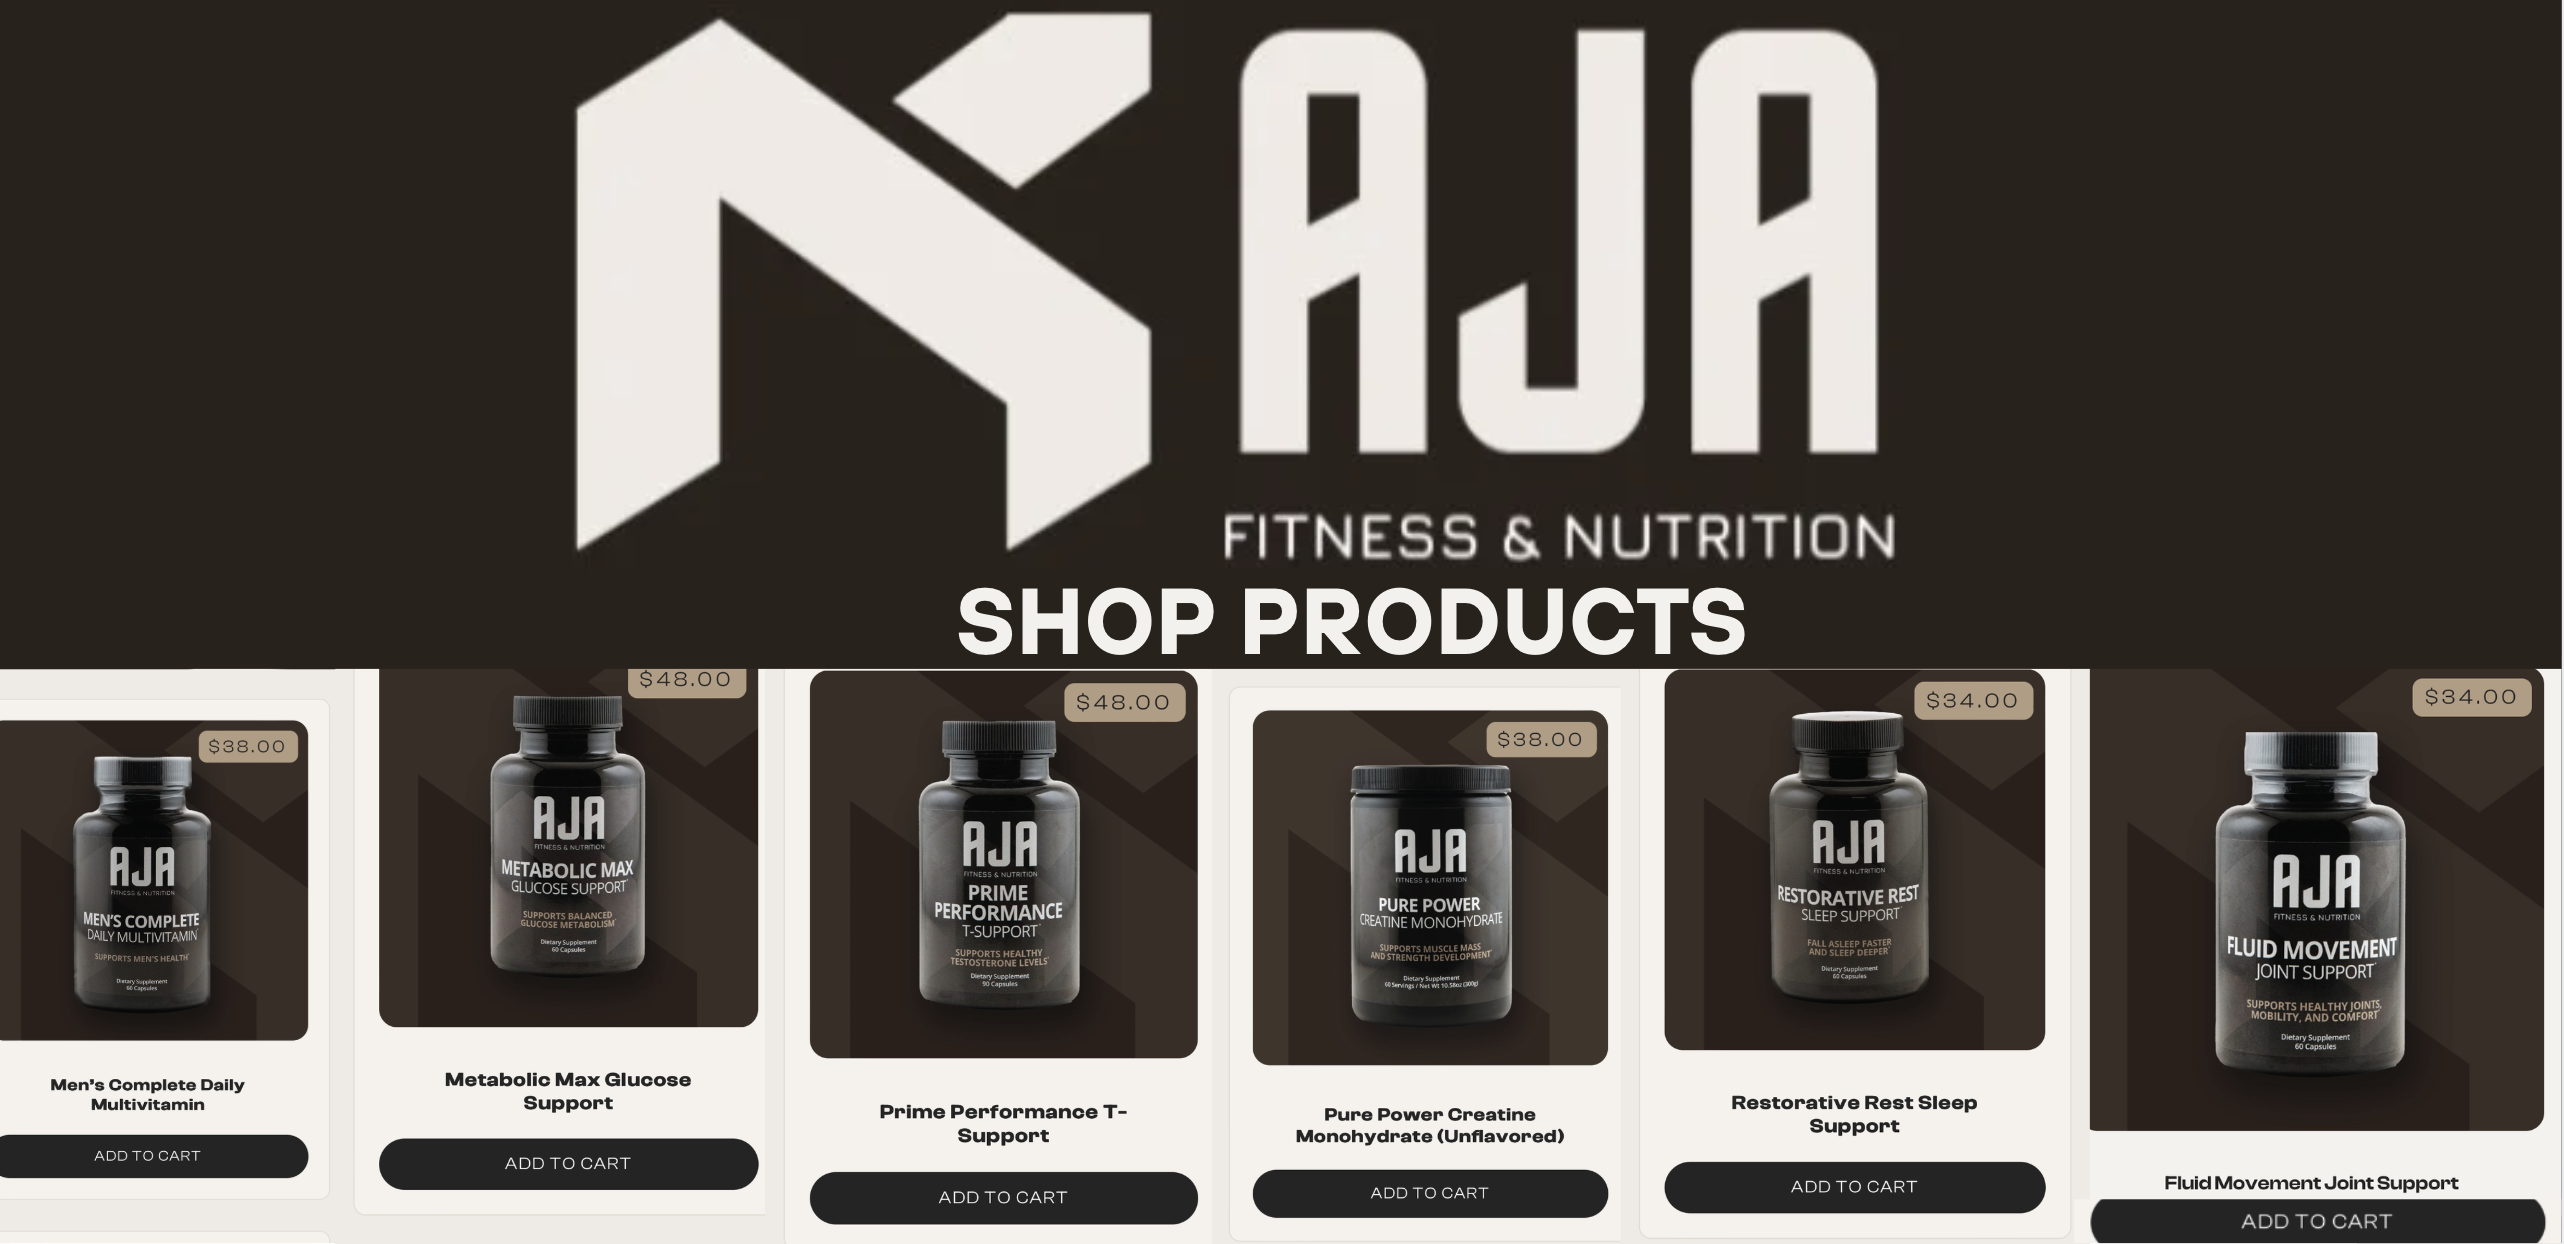 AJA
FITNESS & NUTRITION
SHOP PRODUCTS
$38.00
AJA
FITNESS & NUTRITION
MEN'S COMPLETE
DAILY MULTIVITAMIN
SUPPORTS MEN'S HEALTH*
Dietary Supplement
60 Capsules
Men's Complete Daily
Multivitamin
ADD TO CART
$48.00
AJA
FITNESS & NUTRITION
METABOLIC MAX
GLUCOSE SUPPORT*
SUPPORTS BALANCED
GLUCOSE METABOLISM*
Dietary Supplement
60 Capsules
Metabolic Max Glucose
Support
ADD TO CART
$48.00
AJA
FITNESS & NUTRITION
PRIME
PERFORMANCE
T-SUPPORT*
SUPPORTS HEALTHY
TESTOSTERONE LEVELS*
Dietary Supplement
90 Capsules
Prime Performance T-
Support
ADD TO CART
$38.00
AJA
FITNESS & NUTRITION
PURE POWER
CREATINE MONOHYDRATE
SUPPORTS MUSCLE MASS
AND STRENGTH DEVELOPMENT*
Dietary Supplement
60 Servings / Net Wt 10.58oz (300g)
Pure Power Creatine
Monohydrate (Unflavored)
ADD TO CART
$34.00
AJA
FITNESS & NUTRITION
RESTORATIVE REST
SLEEP SUPPORT*
FALL ASLEEP FASTER
AND SLEEP DEEPER*
Dietary Supplement
60 Capsules
Restorative Rest Sleep
Support
ADD TO CART
$34.00
AJA
FITNESS & NUTRITION
FLUID MOVEMENT
JOINT SUPPORT*
SUPPORTS HEALTHY JOINTS,
MOBILITY, AND COMFORT*
Dietary Supplement
60 Capsules
Fluid Movement Joint Support
ADD TO CART